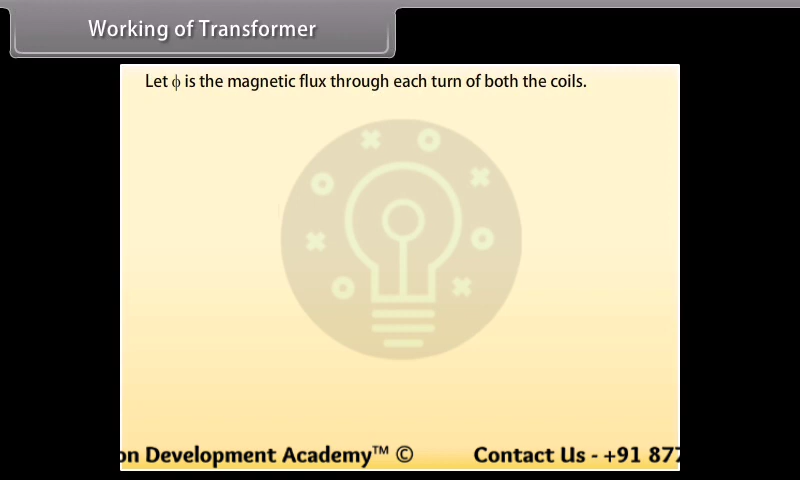 Working of Transformer
Let ϕ is the magnetic flux through each turn of both the coils.
on Development Academy™ © Contact Us - +91 877